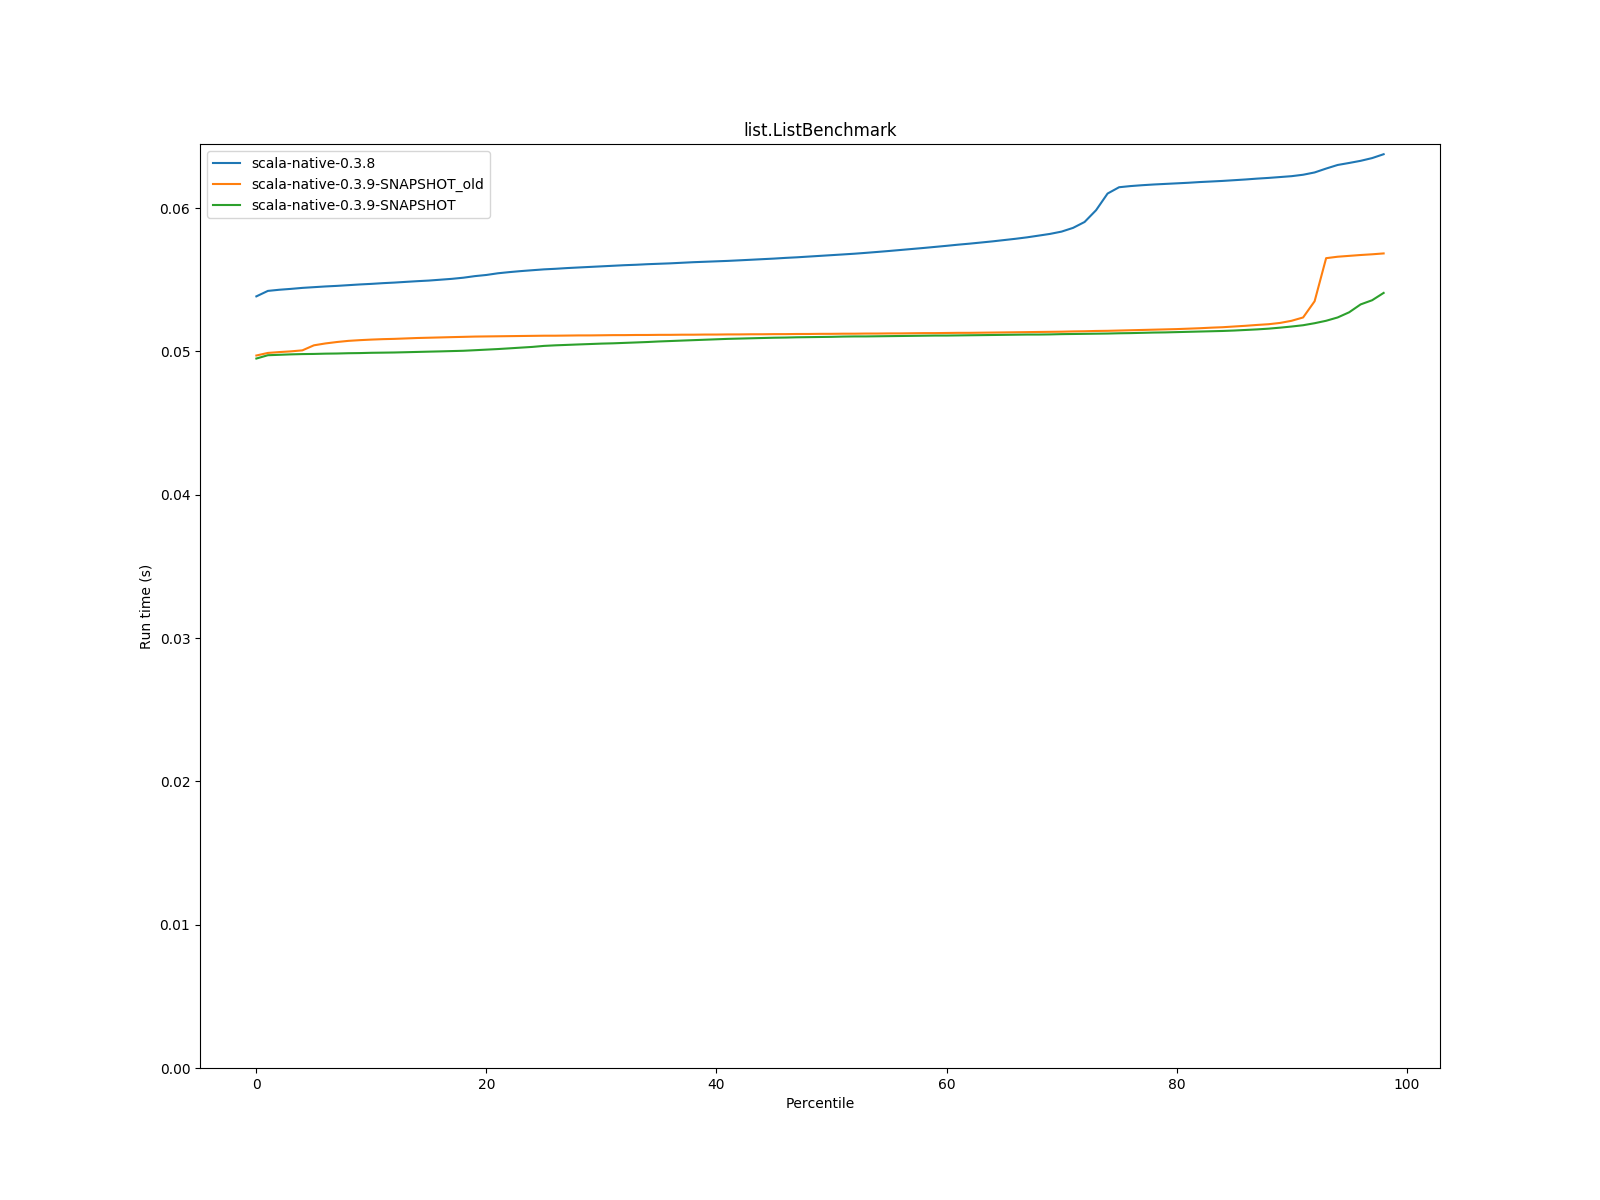 list.ListBenchmark
scala-native-0.3.8
scala-native-0.3.9-SNAPSHOT_old
scala-native-0.3.9-SNAPSHOT
0.06
0.05
0.04
0.03
0.02
0.01
0.00
Run time (s)
0 20 40 60 80 100
Percentile